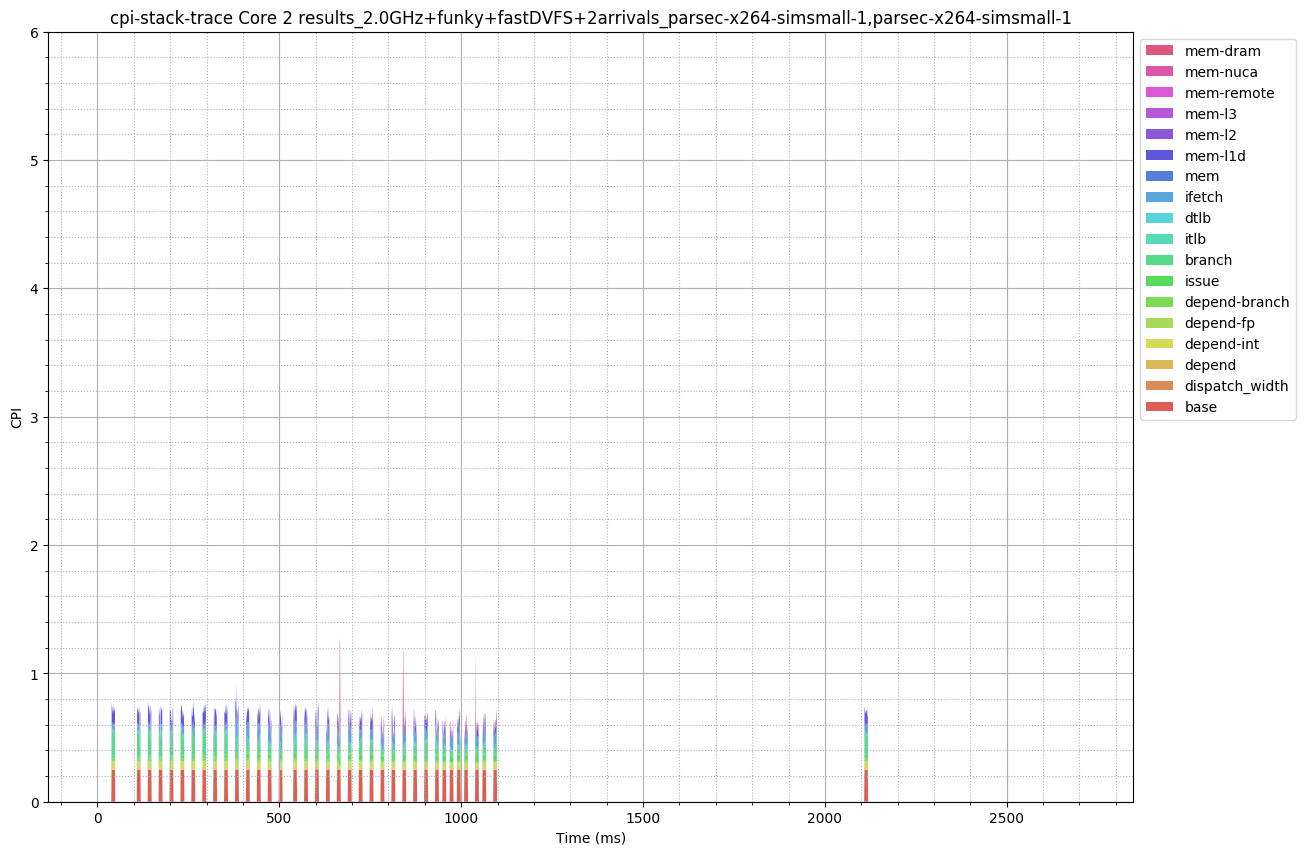 cpi-stack-trace Core 2 results_2.0GHz+funky+fastDVFS+2arrivals_parsec-x264-simsmall-1,parsec-x264-simsmall-1
6
5
4
3
2
1
0
CPI
0 500 1000 1500 2000 2500
Time (ms)
mem-dram
mem-nuca
mem-remote
mem-l3
mem-l2
mem-l1d
mem
ifetch
dtlb
itlb
branch
issue
depend-branch
depend-fp
depend-int
depend
dispatch_width
base